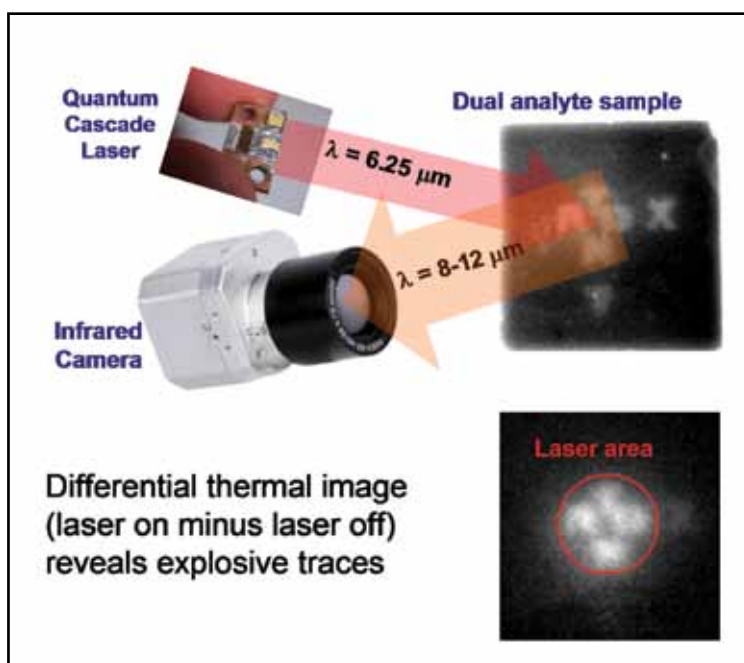 Quantum
Cascade
Laser
Dual analyte sample
λ = 6.25 μm
λ = 8-12 μm
Infrared
Camera
Laser area
Differential thermal image
(laser on minus laser off)
reveals explosive traces